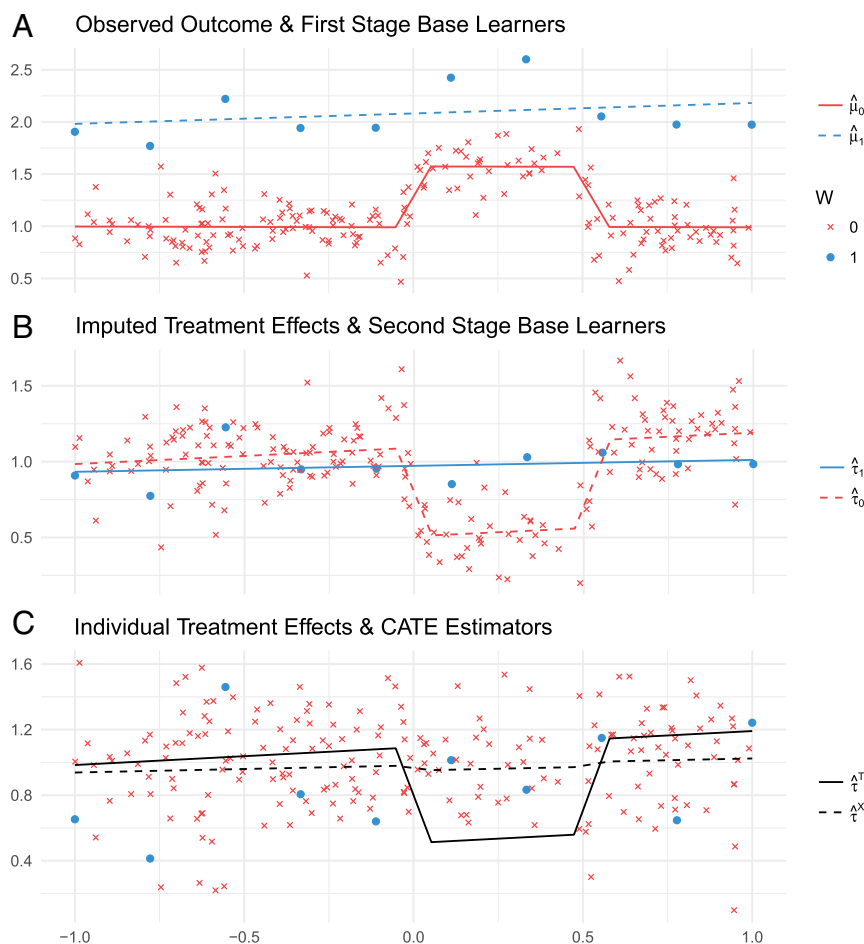 A
Observed Outcome & First Stage Base Learners
2.5
2.0
1.5
1.0
0.5
μ̂₀
μ̂₁
W
0
1
B
Imputed Treatment Effects & Second Stage Base Learners
1.5
1.0
0.5
τ̂₁
τ̂₀
C
Individual Treatment Effects & CATE Estimators
1.6
1.2
0.8
0.4
τ̂ᵀ
τ̂ˣ
−1.0 −0.5 0.0 0.5 1.0